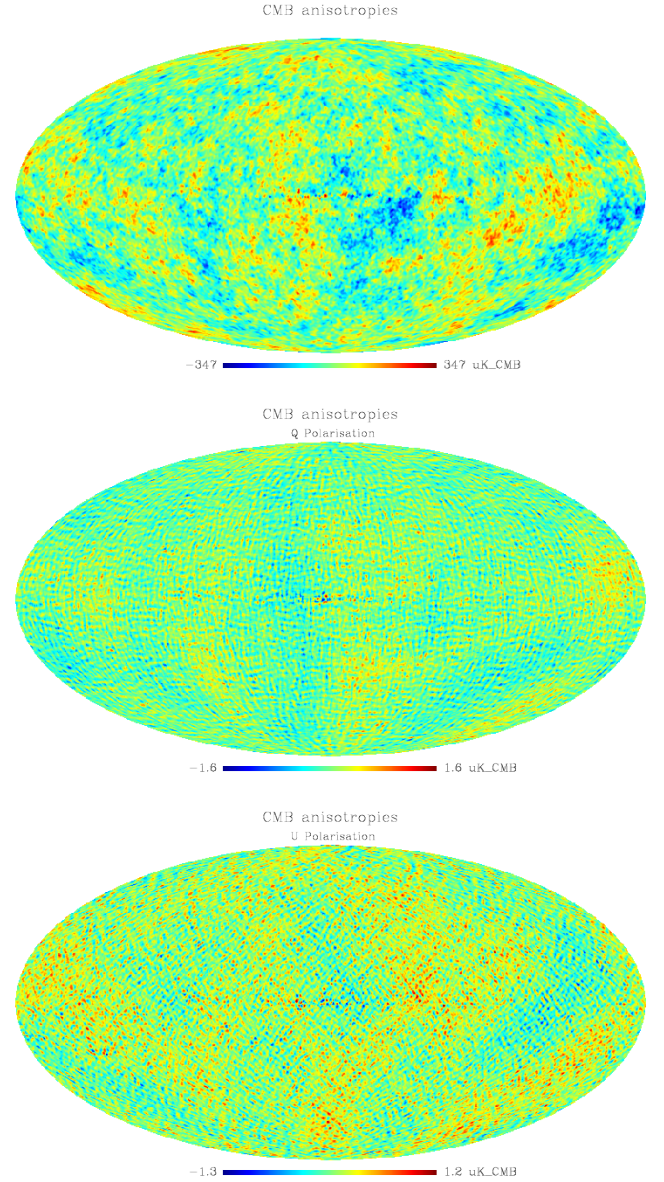 CMB anisotropies
−347 347 uK_CMB
CMB anisotropies
Q Polarisation
−1.6 1.6 uK_CMB
CMB anisotropies
U Polarisation
−1.3 1.2 uK_CMB